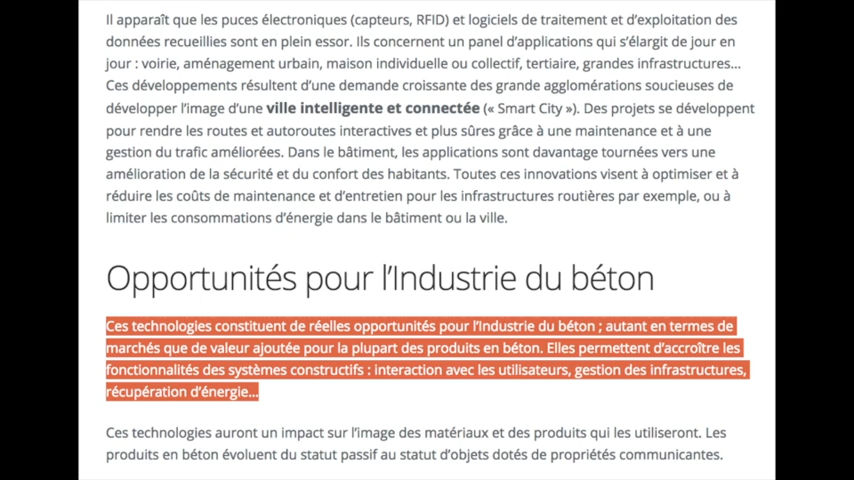 Il apparaît que les puces électroniques (capteurs, RFID) et logiciels de traitement et d’exploitation des
données recueillies sont en plein essor. Ils concernent un panel d’applications qui s’élargit de jour en
jour : voirie, aménagement urbain, maison individuelle ou collectif, tertiaire, grandes infrastructures…
Ces développements résultent d’une demande croissante des grande agglomérations soucieuses de
développer l’image d’une ville intelligente et connectée (« Smart City »). Des projets se développent
pour rendre les routes et autoroutes interactives et plus sûres grâce à une maintenance et à une
gestion du trafic améliorées. Dans le bâtiment, les applications sont davantage tournées vers une
amélioration de la sécurité et du confort des habitants. Toutes ces innovations visent à optimiser et à
réduire les coûts de maintenance et d’entretien pour les infrastructures routières par exemple, ou à
limiter les consommations d’énergie dans le bâtiment ou la ville.
Opportunités pour l’Industrie du béton
Ces technologies constituent de réelles opportunités pour l’Industrie du béton ; autant en termes de
marchés que de valeur ajoutée pour la plupart des produits en béton. Elles permettent d’accroître les
fonctionnalités des systèmes constructifs : interaction avec les utilisateurs, gestion des infrastructures,
récupération d’énergie…
Ces technologies auront un impact sur l’image des matériaux et des produits qui les utiliseront. Les
produits en béton évoluent du statut passif au statut d’objets dotés de propriétés communicantes.